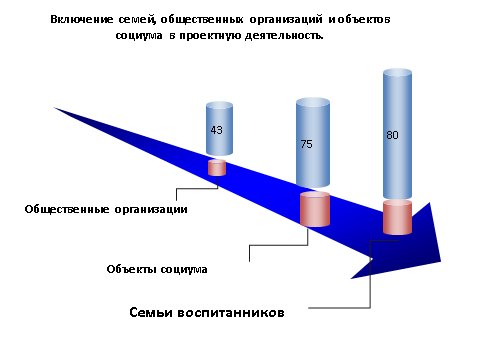 Включение семей, общественных организаций и объектов
социума в проектную деятельность.
43
75
80
Общественные организации
Объекты социума
Семьи воспитанников